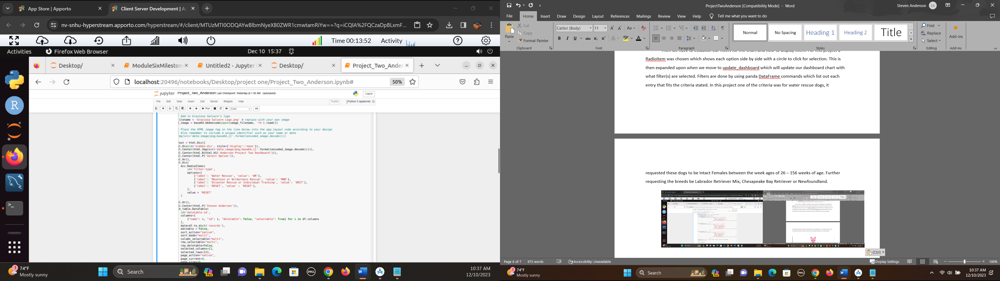 App Store | Apporto
Client Server Development | A
nv-snhu-hyperstream.apporto.com/hyperstream/#/client/MTUzMTI0ODQAYwBlbmNyeXB0ZWR1cmwtamRiYw==?q=iCQIA%2FQCzaDpBLxmF...
Time 00:13:52 Activity
Activities Firefox Web Browser Dec 10 15:37
Desktop/ ModuleSixMileston Untitled2 - Jupyter Desktop/ Project_Two_Ander
localhost:20496/notebooks/Desktop/project one/Project_Two_Anderson.ipynb# 50%
jupyter Project_Two_Anderson Last Checkpoint: Yesterday at 1:32 AM (autosaved) Logout
File Edit View Insert Cell Kernel Widgets Help Trusted Python 3 (ipykernel)
Run Code
Add in Grazioso Salvare's logo
ilename = 'Grazioso Salvare Logo.png' # replace with your own image
d_image = base64.b64encode(open(image_filename, 'rb').read())
Place the HTML image tag in the line below into the app.layout code according to your design
Also remember to include a unique identifier such as your name or date
mg(src='data:image/png;base64,{}'.format(encoded_image.decode()))
out = html.Div([
l.Div(id='hidden-div', style={'display':'none'}),
l.Center(html.Img(src='data.image/png;base64,{}'.format(encoded_image.decode()))),
l.Center(html.B(html.H1('Anderson Project Two Dashboard'))),
l.Center(html.P('Select Option')),
l.Hr(),
l.Div(
dcc.RadioItems(
id='filter-type',
options=[
{'label': 'Water Rescue', 'value': 'WR'},
{'label': 'Mountain or Wilderness Rescue', 'value': 'MWR'},
{'label': 'Disaster Rescue or Individual Tracking', 'value': 'DRIT'},
{'label': 'RESET', 'value' : 'RESET'},
],
value = 'RESET'
)
l.Hr(),
l.Center(html.P('Steven Anderson')),
h_table.DataTable(
id='datatable-id',
columns=[
{"name": i, "id": i, "deletable": False, "selectable": True} for i in df.columns
],
data=df.to_dict('records'),
editable = False,
sort_action="native",
sort_mode="multi",
column_selectable="multi",
row_selectable="multi",
row_deletable=False,
selected_columns=[],
selected_rows=[0],
page_action="native",
page_current=0,
74°F
Mostly sunny
Search
10:37 AM
12/10/2023
ProjectTwoAnderson [Compatibility Mode] - Word Steven Anderson SA
File Home Insert Draw Design Layout References Mailings Review View Help Tell me what you want to do
Paste
Cut
Copy
Format Painter
Clipboard
Calibri (Body) 11
Font
Paragraph
Normal No Spacing Heading 1 Heading 2 Title
Styles
Find
Replace
Select
Editing
Add-ins
Add-ins
Then we have to establish our filters for the chart and how to display them. For this project a
RadioItem was chosen which shows each option side by side with a circle to click for selection. This is
then expanded upon when we move to update_dashboard which will update our dashboard chart with
what filter(s) are selected. Filters are done by using panda DataFrame commands which list out each
entry that fits the criteria stated. In this project one of the criteria was for water rescue dogs, it
requested these dogs to be Intact Females between the week ages of 26 – 156 weeks of age. Further
requesting the breeds be Labrador Retriever Mix, Chesapeake Bay Retriever or Newfoundland.
(Ctrl)
Page 6 of 7 973 words Accessibility: Unavailable Display Settings 100%
74°F
Mostly sunny
Search
10:37 AM
12/10/2023